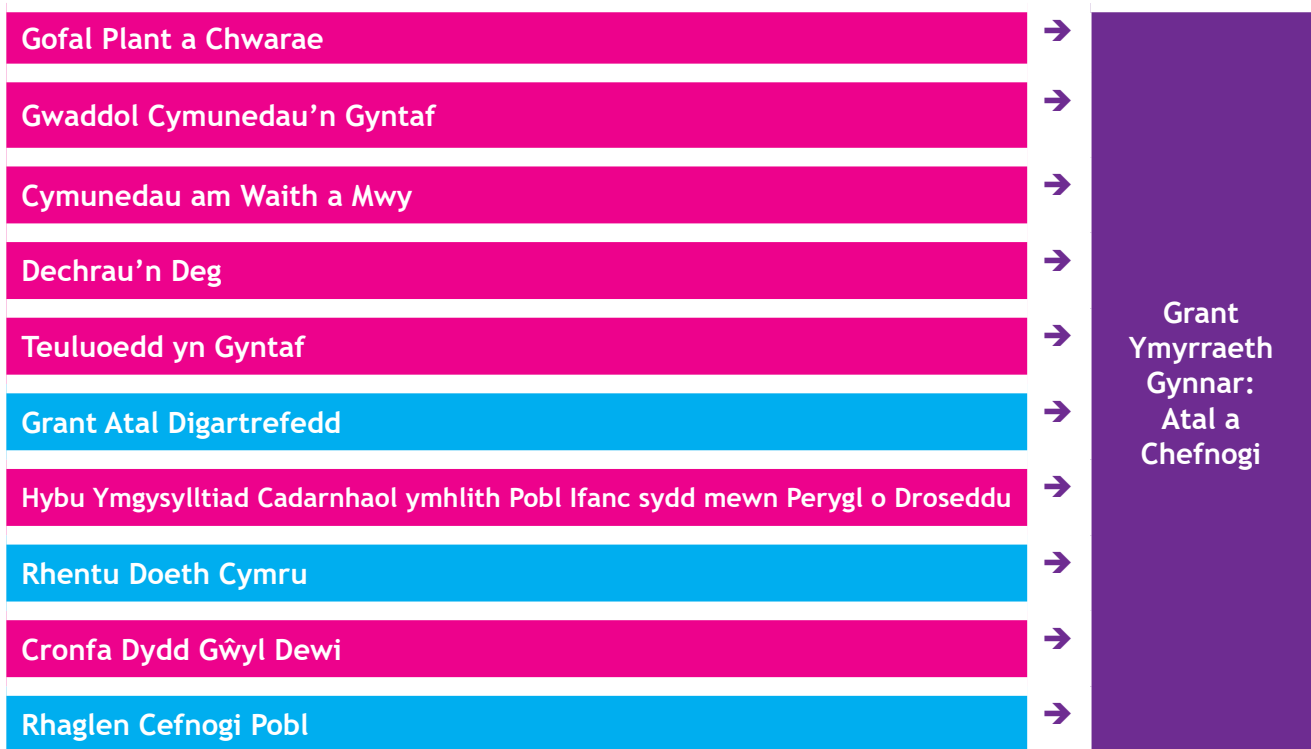 Gofal Plant a Chwarae
Gwaddol Cymunedau’n Gyntaf
Cymunedau am Waith a Mwy
Dechrau’n Deg
Teuluoedd yn Gyntaf
Grant Atal Digartrefedd
Hybu Ymgysylltiad Cadarnhaol ymhlith Pobl Ifanc sydd mewn Perygl o Droseddu
Rhentu Doeth Cymru
Cronfa Dydd Gŵyl Dewi
Rhaglen Cefnogi Pobl
Grant
Ymyrraeth
Gynnar:
Atal a
Chefnogi